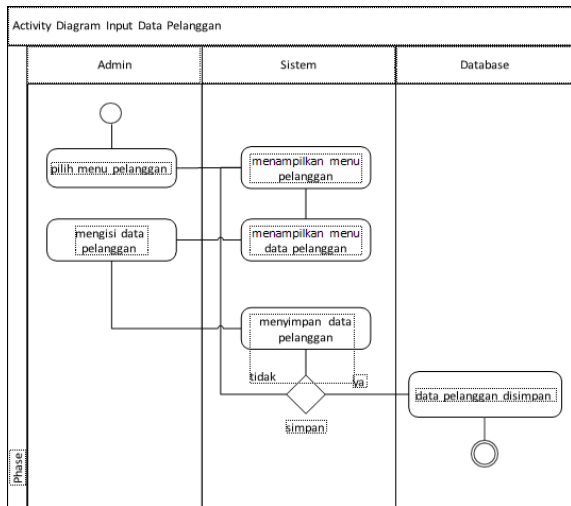 Activity Diagram Input Data Pelanggan
Admin
Sistem
Database
pilih menu pelanggan
menampilkan menu
pelanggan
mengisi data
pelanggan
menampilkan menu
data pelanggan
menyimpan data
pelanggan
tidak
ya
data pelanggan disimpan
simpan
Phase